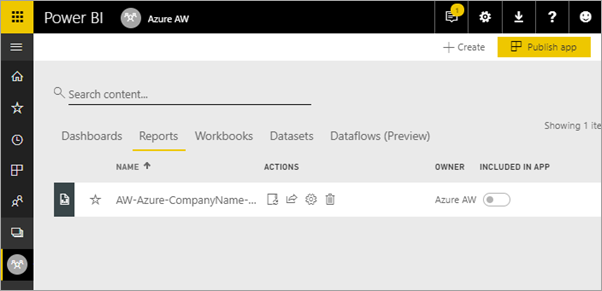 Power BI Azure AW 1
Create Publish app
Search content...
Showing 1 ite
Dashboards Reports Workbooks Datasets Dataflows (Preview)
NAME ACTIONS OWNER INCLUDED IN APP
AW-Azure-CompanyName-... Azure AW